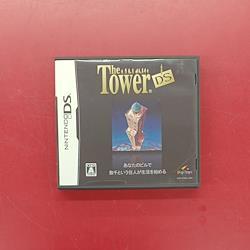 The
Tower DS
NINTENDO DS
あなたのビルで
数千という住人が生活を始める